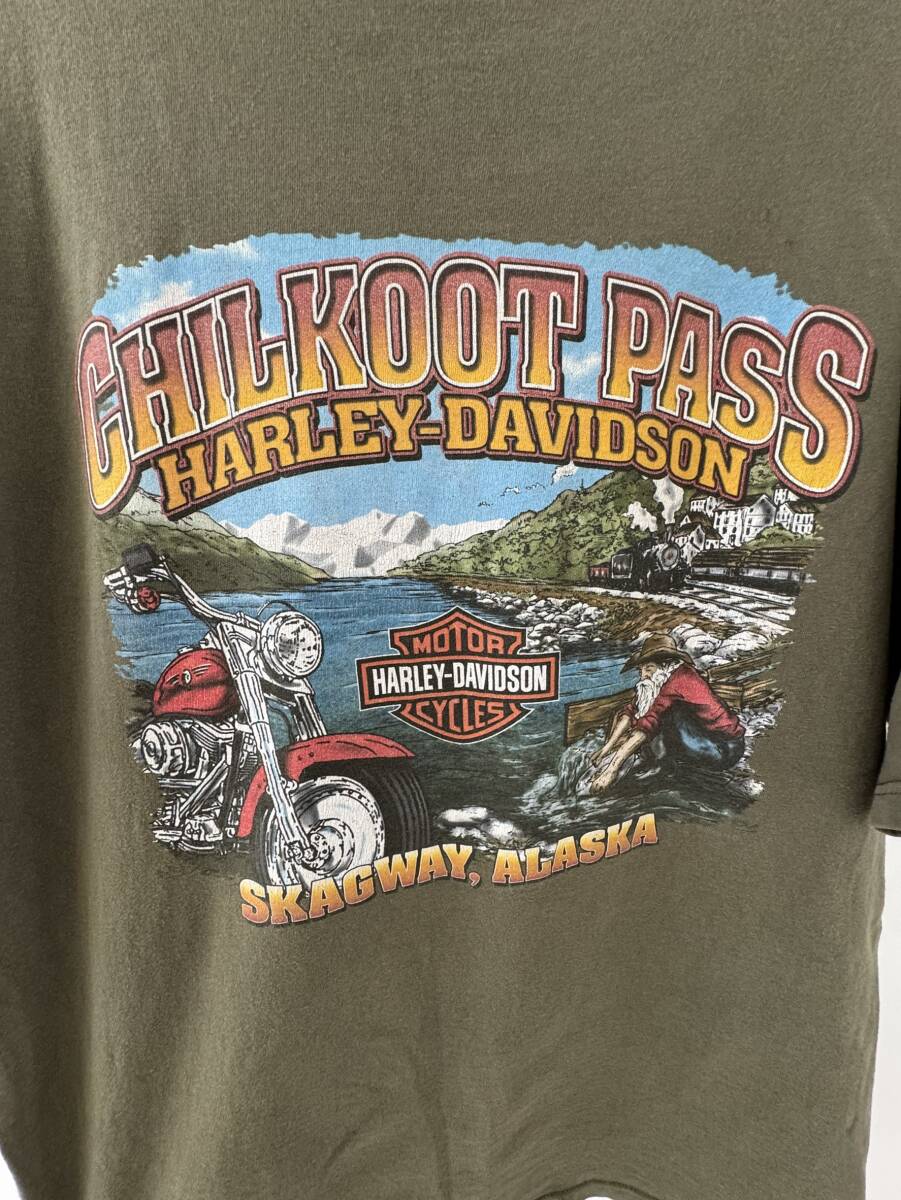 CHILKOOT PASS
HARLEY-DAVIDSON
MOTOR
HARLEY-DAVIDSON
CYCLES
SKAGWAY, ALASKA